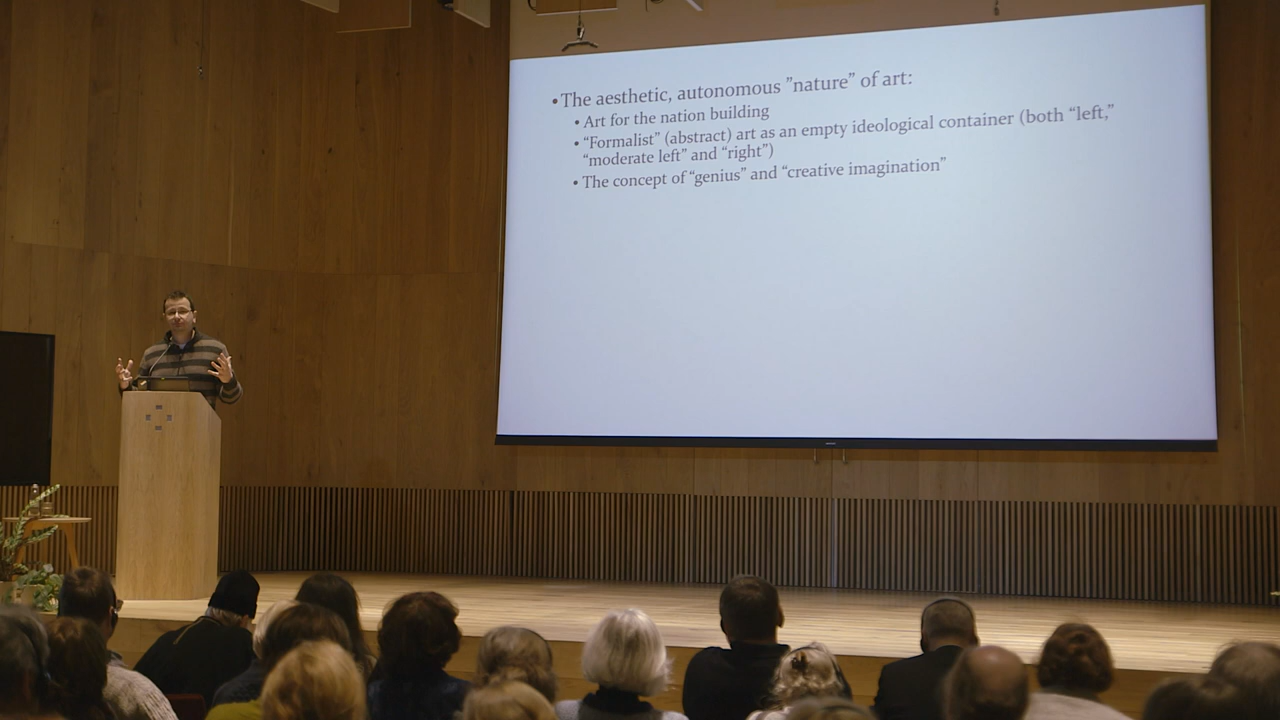 •The aesthetic, autonomous ”nature” of art:
• Art for the nation building
• “Formalist” (abstract) art as an empty ideological container (both “left,”
“moderate left” and “right”)
• The concept of “genius” and “creative imagination”